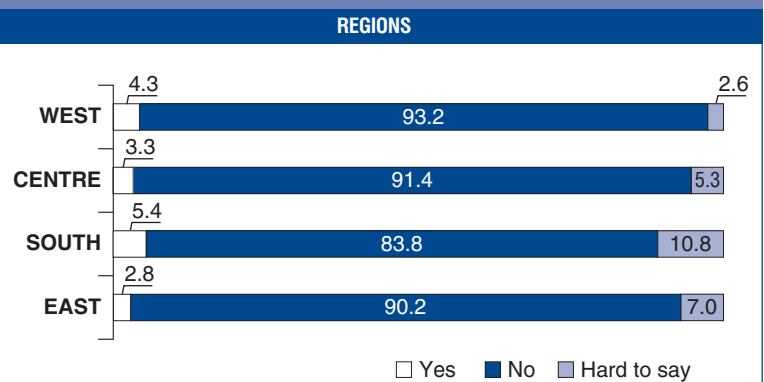 REGIONS
4.3 2.6
WEST 93.2
3.3
CENTRE 91.4 5.3
5.4
SOUTH 83.8 10.8
2.8
EAST 90.2 7.0
Yes No Hard to say